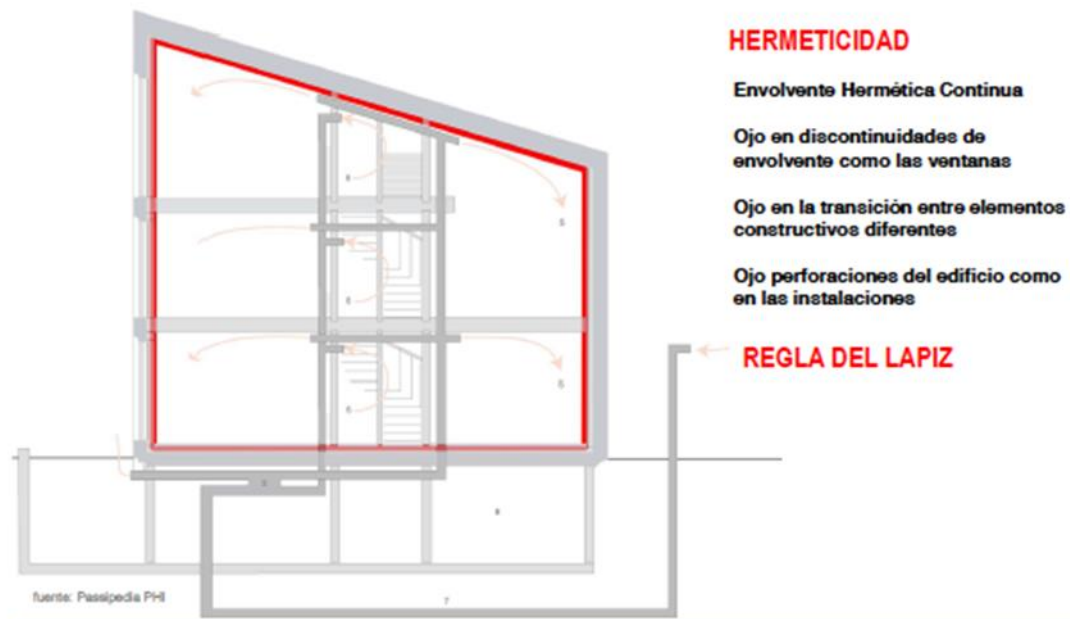 HERMETICIDAD
Envolvente Hermética Continua
Ojo en discontinuidades de
envolvente como las ventanas
Ojo en la transición entre elementos
constructivos diferentes
Ojo perforaciones del edificio como
en las instalaciones
REGLA DEL LAPIZ
fuente: Passipedia PHI
7